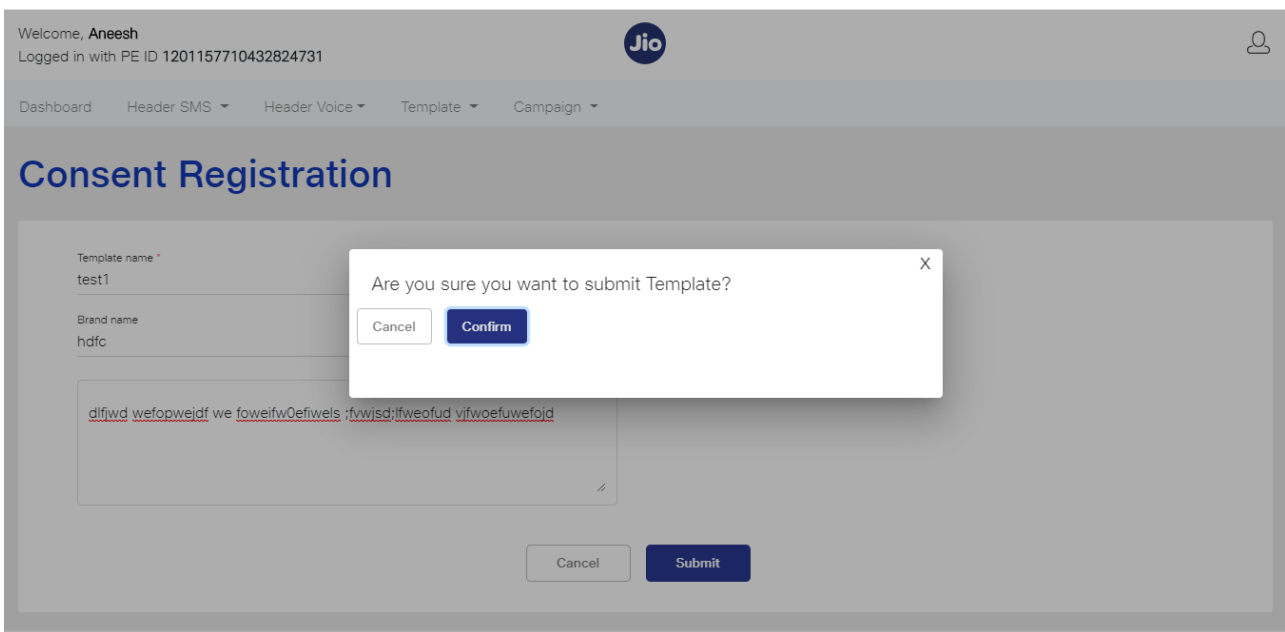 Welcome, Aneesh
Logged in with PE ID 1201157710432824731
Jio
Dashboard Header SMS Header Voice Template Campaign
Consent Registration
Template name *
test1
Brand name
hdfc
X
Are you sure you want to submit Template?
Cancel Confirm
dlfjwd wefopwejdf we foweifw0efiwels ;fvwjsd;lfweofud vjfwoefuwefojd
Cancel Submit